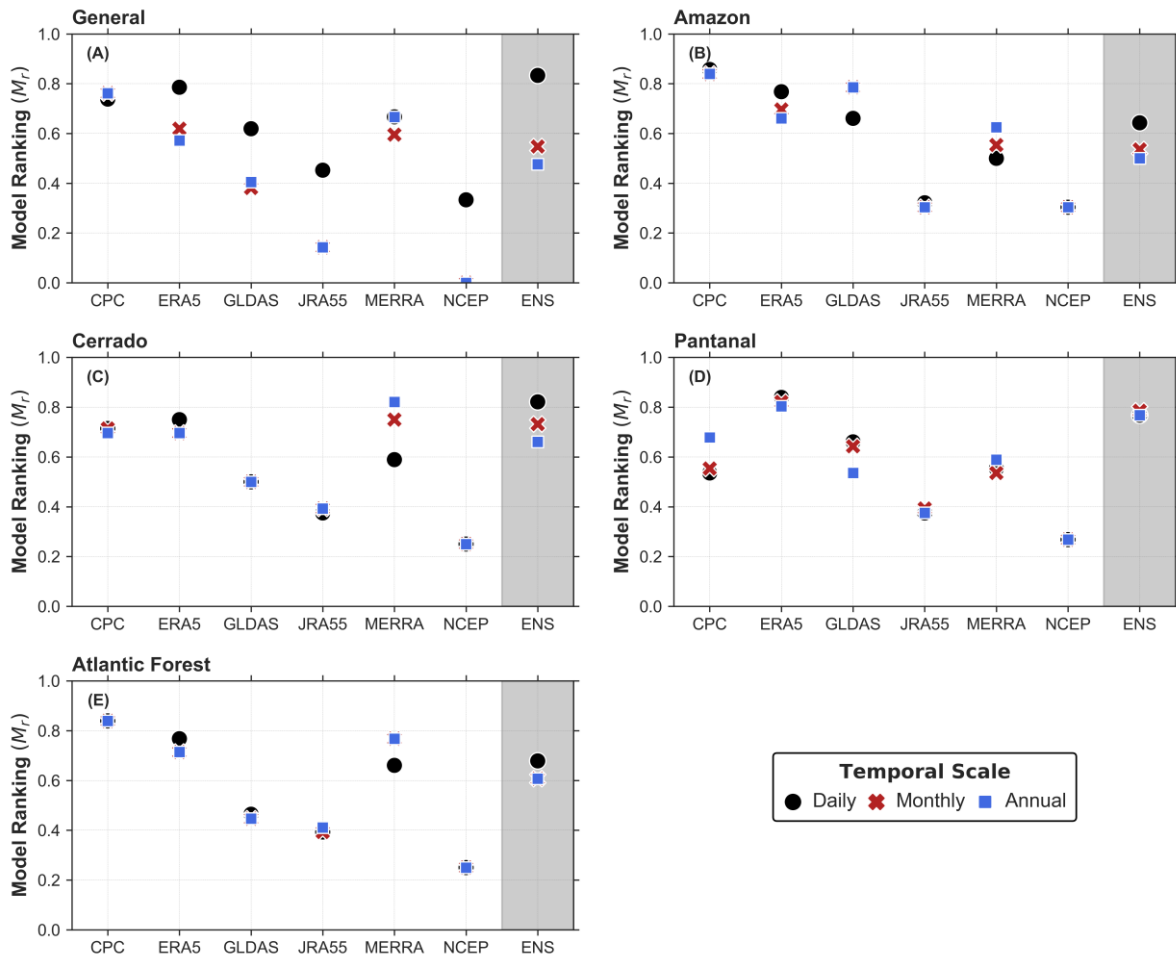 General
(A)
Model Ranking (Mr)
1.0
0.8
0.6
0.4
0.2
0.0
CPC ERA5 GLDAS JRA55 MERRA NCEP ENS
Amazon
(B)
Model Ranking (Mr)
1.0
0.8
0.6
0.4
0.2
0.0
CPC ERA5 GLDAS JRA55 MERRA NCEP ENS
Cerrado
(C)
Model Ranking (Mr)
1.0
0.8
0.6
0.4
0.2
0.0
CPC ERA5 GLDAS JRA55 MERRA NCEP ENS
Pantanal
(D)
Model Ranking (Mr)
1.0
0.8
0.6
0.4
0.2
0.0
CPC ERA5 GLDAS JRA55 MERRA NCEP ENS
Atlantic Forest
(E)
Model Ranking (Mr)
1.0
0.8
0.6
0.4
0.2
0.0
CPC ERA5 GLDAS JRA55 MERRA NCEP ENS
Temporal Scale
Daily Monthly Annual